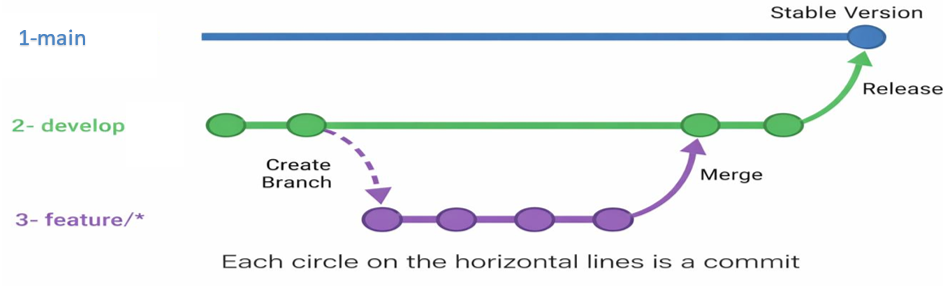 Stable Version
1-main
Release
2- develop
Create
Branch
Merge
3- feature/*
Each circle on the horizontal lines is a commit